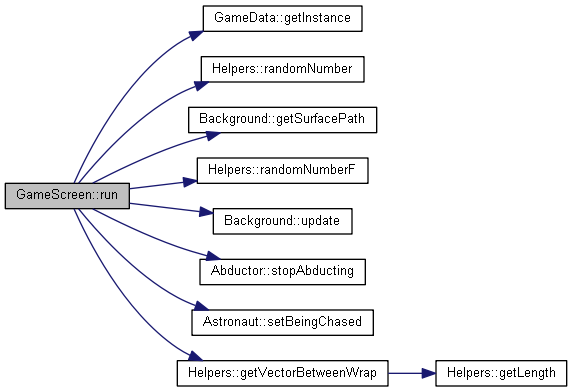 GameData::getInstance
Helpers::randomNumber
Background::getSurfacePath
Helpers::randomNumberF
GameScreen::run
Background::update
Abductor::stopAbducting
Astronaut::setBeingChased
Helpers::getVectorBetweenWrap
Helpers::getLength